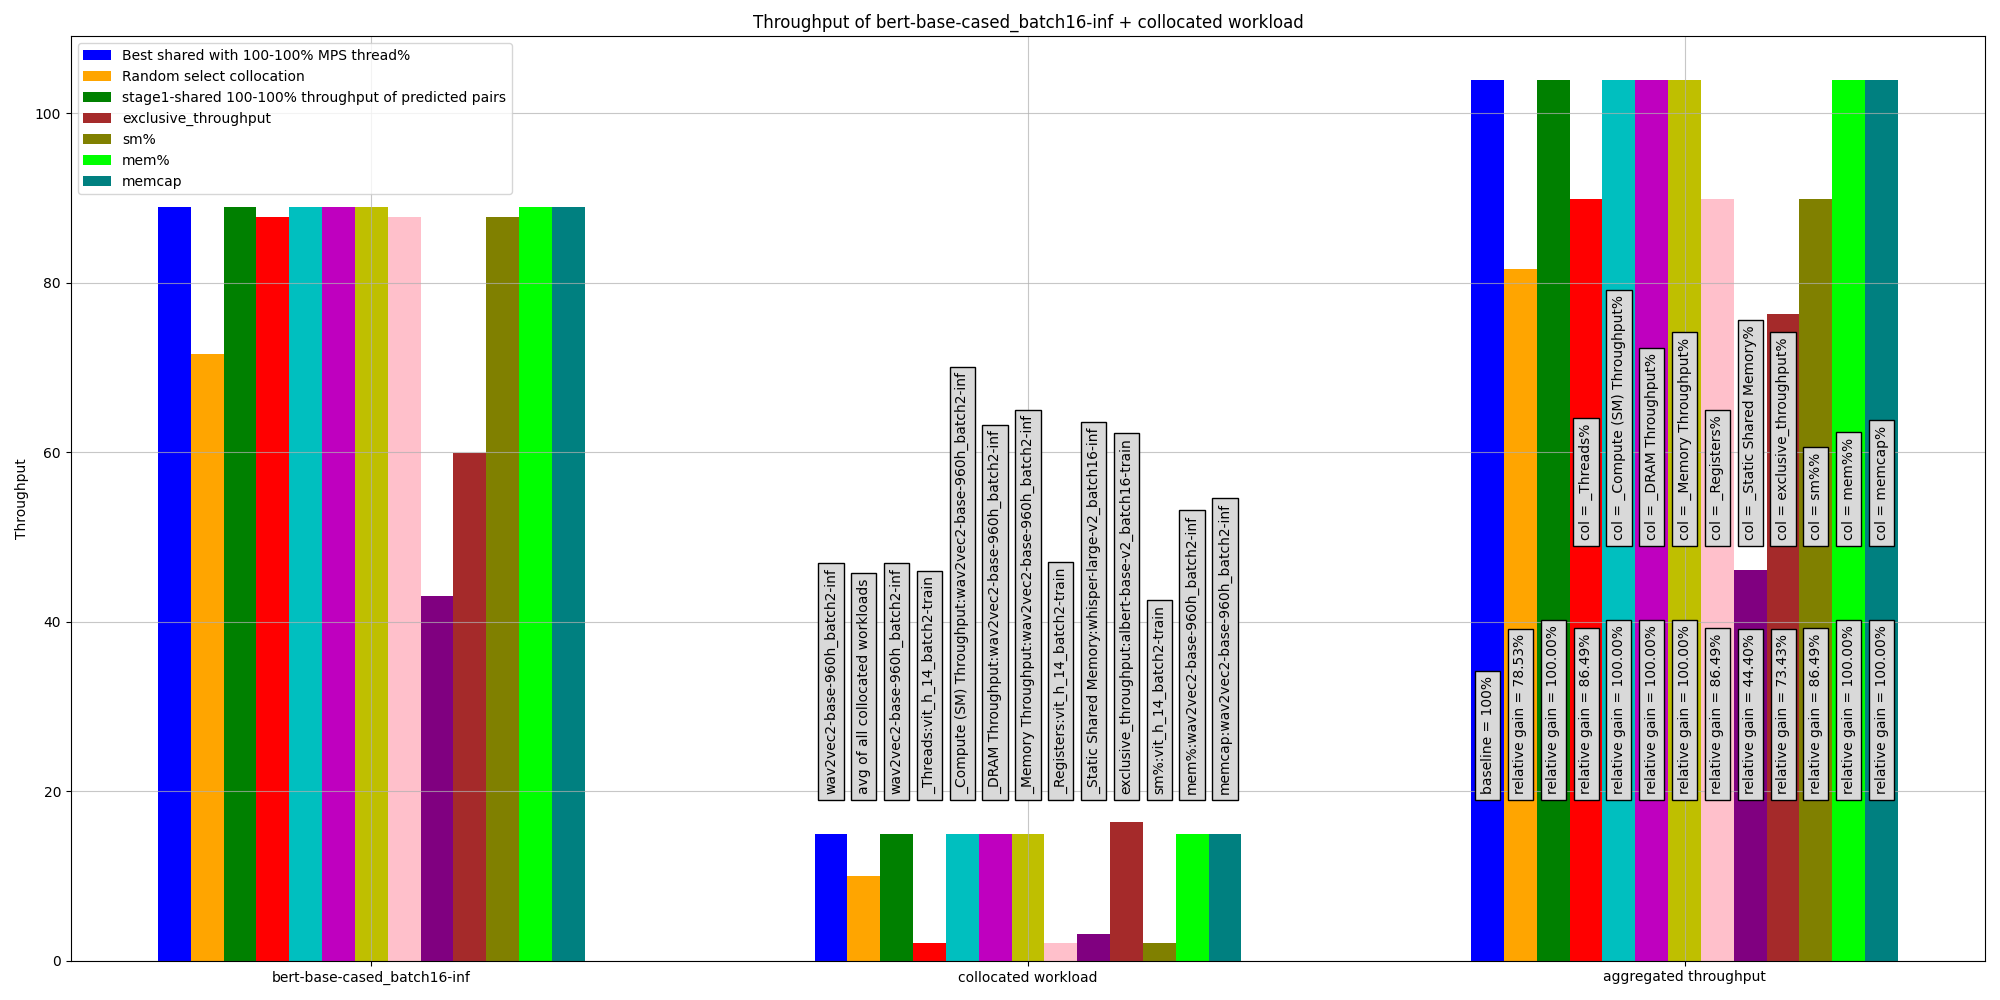 Throughput of bert-base-cased_batch16-inf + collocated workload
Best shared with 100-100% MPS thread%
Random select collocation
stage1-shared 100-100% throughput of predicted pairs
exclusive_throughput
sm%
mem%
memcap
Throughput
100
80
60
40
20
0
wav2vec2-base-960h_batch2-inf
avg of all collocated workloads
wav2vec2-base-960h_batch2-inf
_Threads:vit_h_14_batch2-train
_Compute (SM) Throughput:wav2vec2-base-960h_batch2-inf
_DRAM Throughput:wav2vec2-base-960h_batch2-inf
_Memory Throughput:wav2vec2-base-960h_batch2-inf
_Registers:vit_h_14_batch2-train
_Static Shared Memory:whisper-large-v2_batch16-inf
exclusive_throughput:albert-base-v2_batch16-train
sm%:vit_h_14_batch2-train
mem%:wav2vec2-base-960h_batch2-inf
memcap:wav2vec2-base-960h_batch2-inf
col = _Threads%
col = _Compute (SM) Throughput%
col = _DRAM Throughput%
col = _Memory Throughput%
col = _Registers%
col = _Static Shared Memory%
col = exclusive_throughput%
col = sm%%
col = mem%%
col = memcap%
baseline = 100%
relative gain = 78.53%
relative gain = 100.00%
relative gain = 86.49%
relative gain = 100.00%
relative gain = 100.00%
relative gain = 100.00%
relative gain = 86.49%
relative gain = 44.40%
relative gain = 73.43%
relative gain = 86.49%
relative gain = 100.00%
relative gain = 100.00%
bert-base-cased_batch16-inf
collocated workload
aggregated throughput